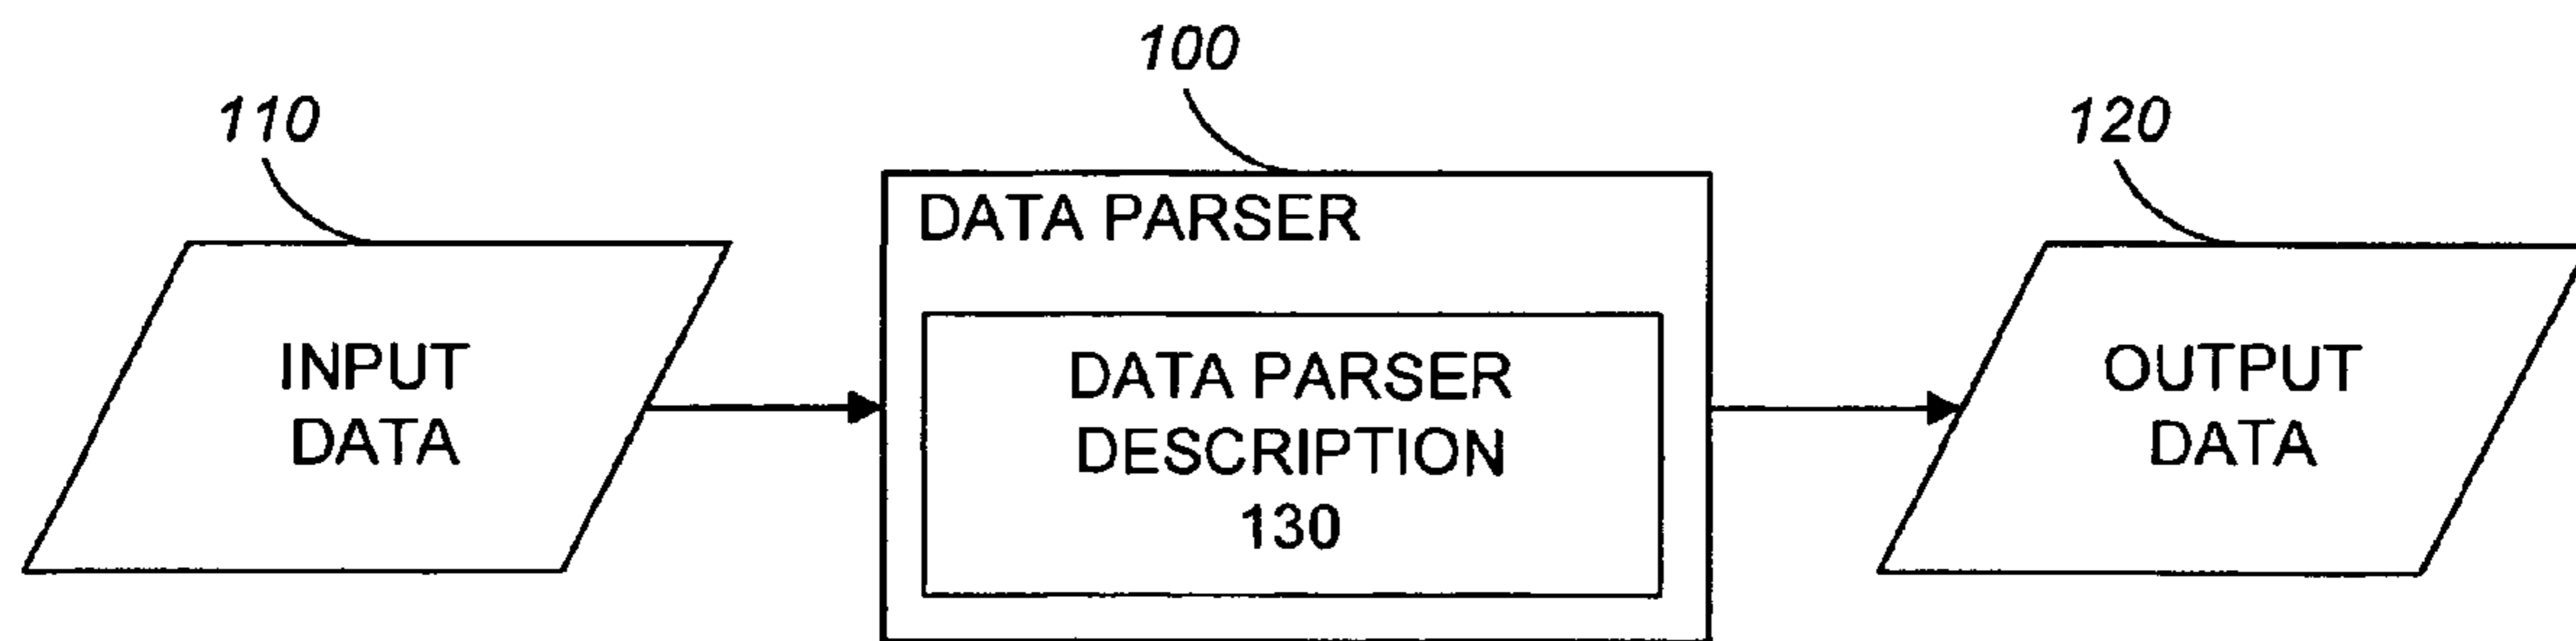 100
110
120
DATA PARSER
INPUT
DATA
DATA PARSER
DESCRIPTION
130
OUTPUT
DATA